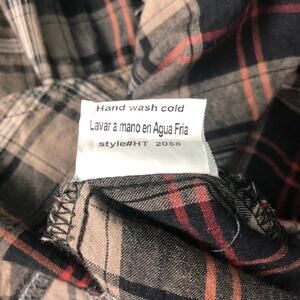 Hand wash cold
Lavar a mano en Agua Fria
style#HT 2056